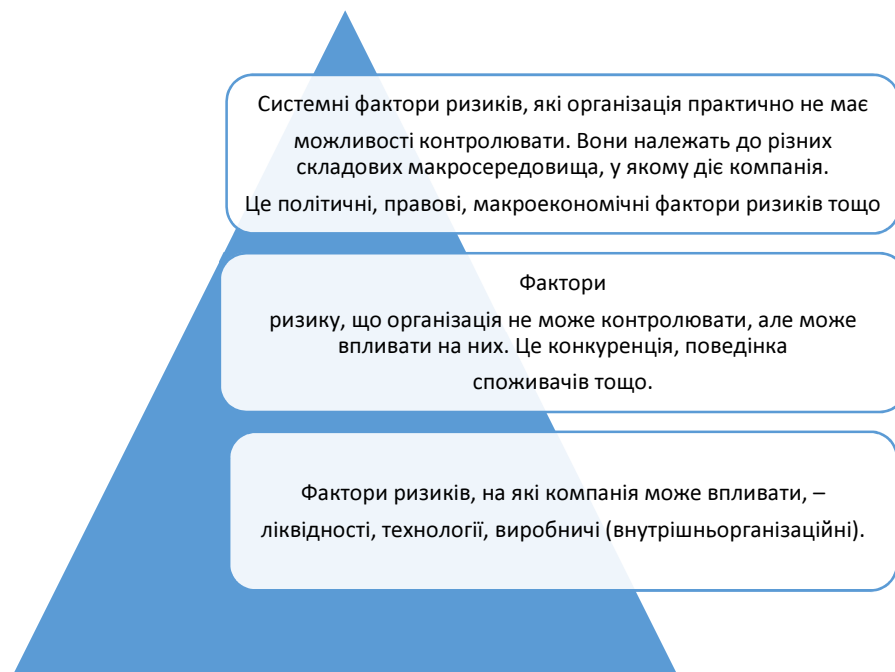 Системні фактори ризиків, які організація практично не має
можливості контролювати. Вони належать до різних
складових макросередовища, у якому діє компанія.
Це політичні, правові, макроекономічні фактори ризиків тощо
Фактори
ризику, що організація не може контролювати, але може
впливати на них. Це конкуренція, поведінка
споживачів тощо.
Фактори ризиків, на які компанія може впливати, –
ліквідності, технології, виробничі (внутрішньорганізаційні).